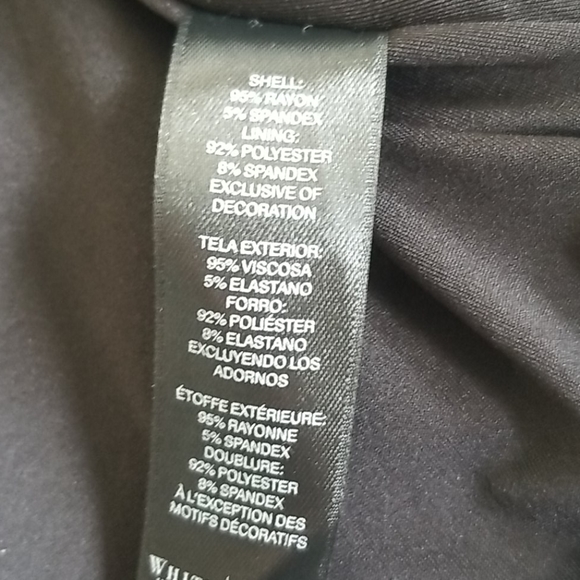 SHELL:
95% RAYON
5% SPANDEX
LINING:
92% POLYESTER
8% SPANDEX
EXCLUSIVE OF
DECORATION
TELA EXTERIOR:
95% VISCOSA
5% ELASTANO
FORRO:
92% POLIÉSTER
8% ELASTANO
EXCLUYENDO LOS
ADORNOS
ÉTOFFE EXTÉRIEURE:
95% RAYONNE
5% SPANDEX
DOUBLURE:
92% POLYESTER
8% SPANDEX
À L'EXCEPTION DES
MOTIFS DÉCORATIFS